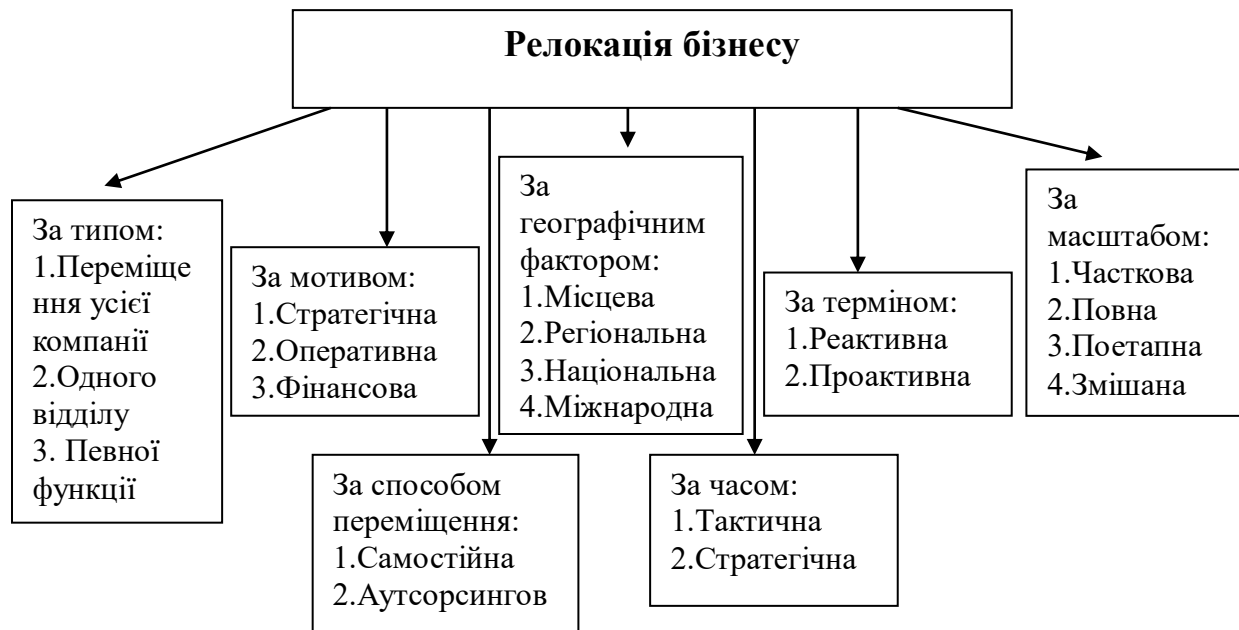 Релокація бізнесу
За типом:
1.Переміще
ння усієї
компанії
2.Одного
відділу
3. Певної
функції
За мотивом:
1.Стратегічна
2.Оперативна
3.Фінансова
За
географічним
фактором:
1.Місцева
2.Регіональна
3.Національна
4.Міжнародна
За терміном:
1.Реактивна
2.Проактивна
За
масштабом:
1.Часткова
2.Повна
3.Поетапна
4.Змішана
За способом
переміщення:
1.Самостійна
2.Аутсорсингов
За часом:
1.Тактична
2.Стратегічна